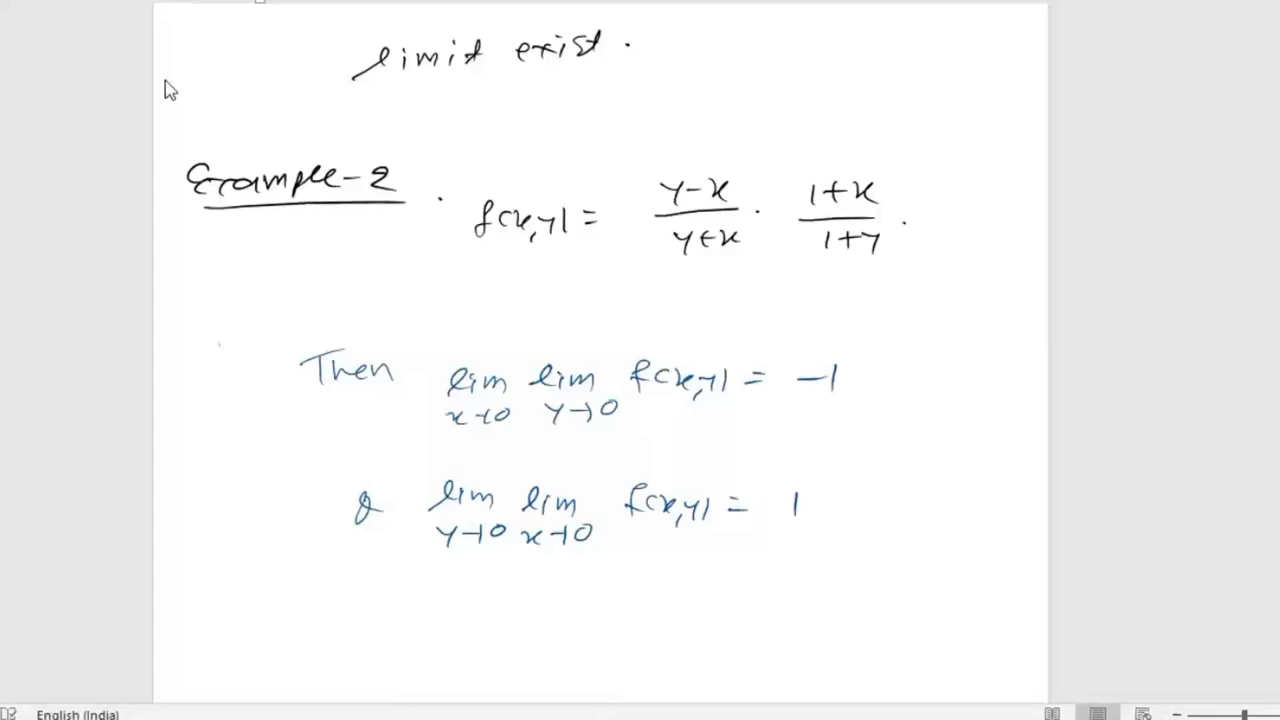 limit exist.
Example-2. f(x,y) = y-x/y+x . 1+x/1+y .
Then lim x→0 lim y→0 f(x,y) = -1
& lim y→0 lim x→0 f(x,y) = 1
English (India)